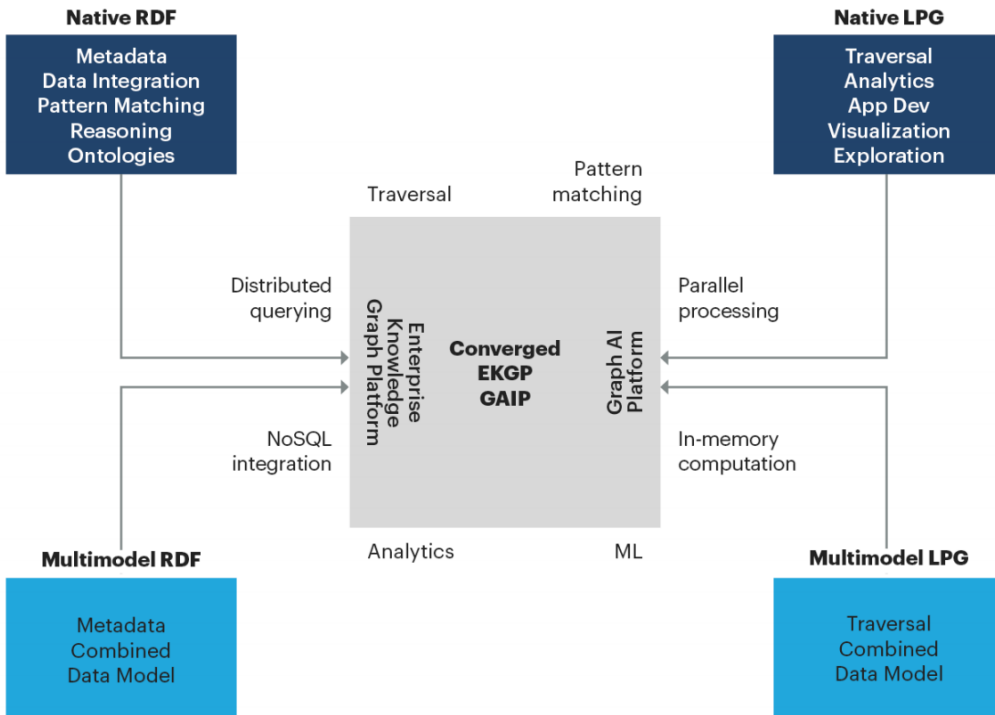 Native RDF
Metadata
Data Integration
Pattern Matching
Reasoning
Ontologies
Native LPG
Traversal
Analytics
App Dev
Visualization
Exploration
Traversal
Pattern
matching
Distributed
querying
Parallel
processing
Enterprise
Knowledge
Graph Platform
Converged
EKGP
GAIP
Graph AI
Platform
NoSQL
integration
In-memory
computation
Analytics
ML
Multimodel RDF
Metadata
Combined
Data Model
Multimodel LPG
Traversal
Combined
Data Model